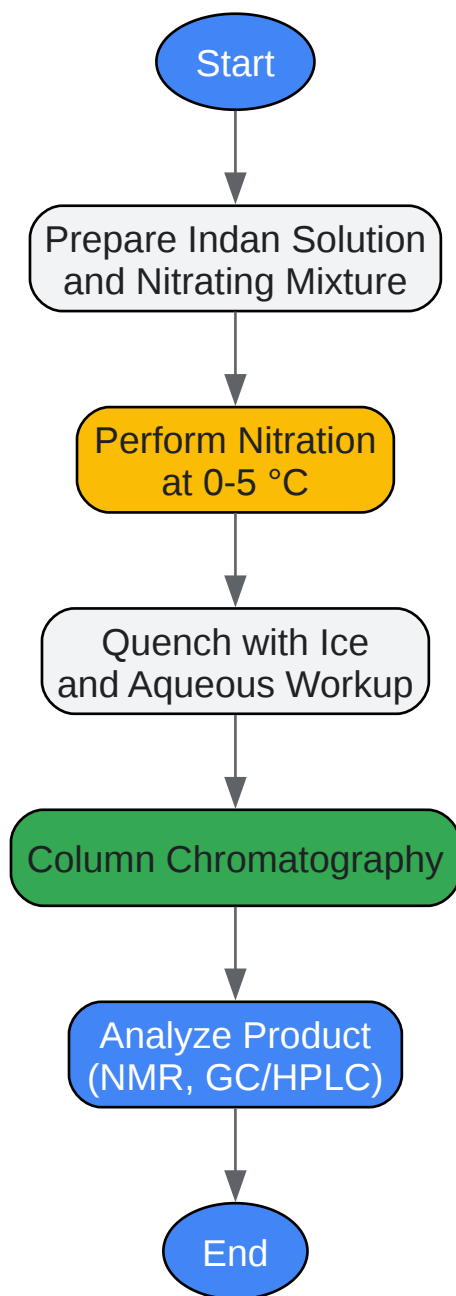 Start
Prepare Indan Solution
and Nitrating Mixture
Perform Nitration
at 0-5 °C
Quench with Ice
and Aqueous Workup
Column Chromatography
Analyze Product
(NMR, GC/HPLC)
End